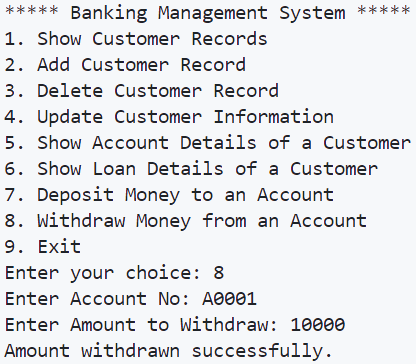 ***** Banking Management System *****
1. Show Customer Records
2. Add Customer Record
3. Delete Customer Record
4. Update Customer Information
5. Show Account Details of a Customer
6. Show Loan Details of a Customer
7. Deposit Money to an Account
8. Withdraw Money from an Account
9. Exit
Enter your choice: 8
Enter Account No: A0001
Enter Amount to Withdraw: 10000
Amount withdrawn successfully.